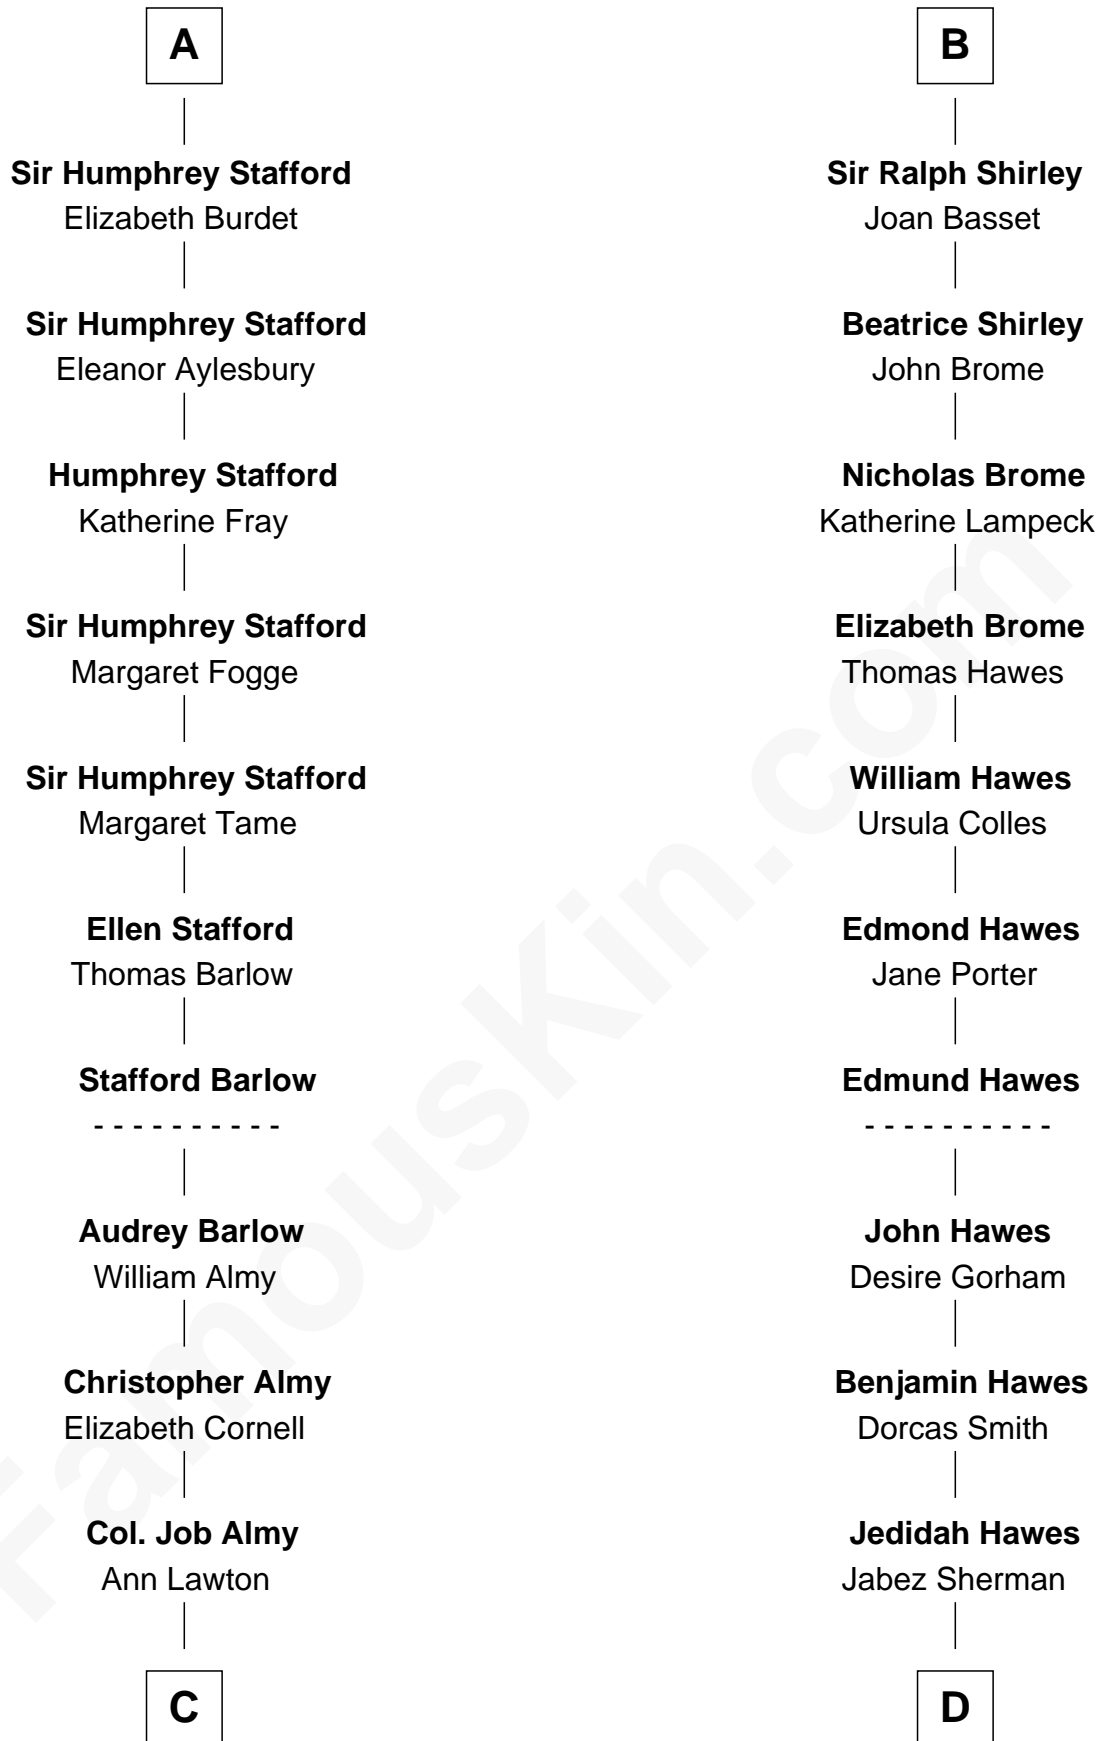 A
Sir Humphrey Stafford
Elizabeth Burdet
Sir Humphrey Stafford
Eleanor Aylesbury
Humphrey Stafford
Katherine Fray
Sir Humphrey Stafford
Margaret Fogge
Sir Humphrey Stafford
Margaret Tame
Ellen Stafford
Thomas Barlow
Stafford Barlow
- - - - - - - - - -
Audrey Barlow
William Almy
Christopher Almy
Elizabeth Cornell
Col. Job Almy
Ann Lawton
C
B
Sir Ralph Shirley
Joan Basset
Beatrice Shirley
John Brome
Nicholas Brome
Katherine Lampeck
Elizabeth Brome
Thomas Hawes
William Hawes
Ursula Colles
Edmond Hawes
Jane Porter
Edmund Hawes
- - - - - - - - - -
John Hawes
Desire Gorham
Benjamin Hawes
Dorcas Smith
Jedidah Hawes
Jabez Sherman
D
FamousKin.com